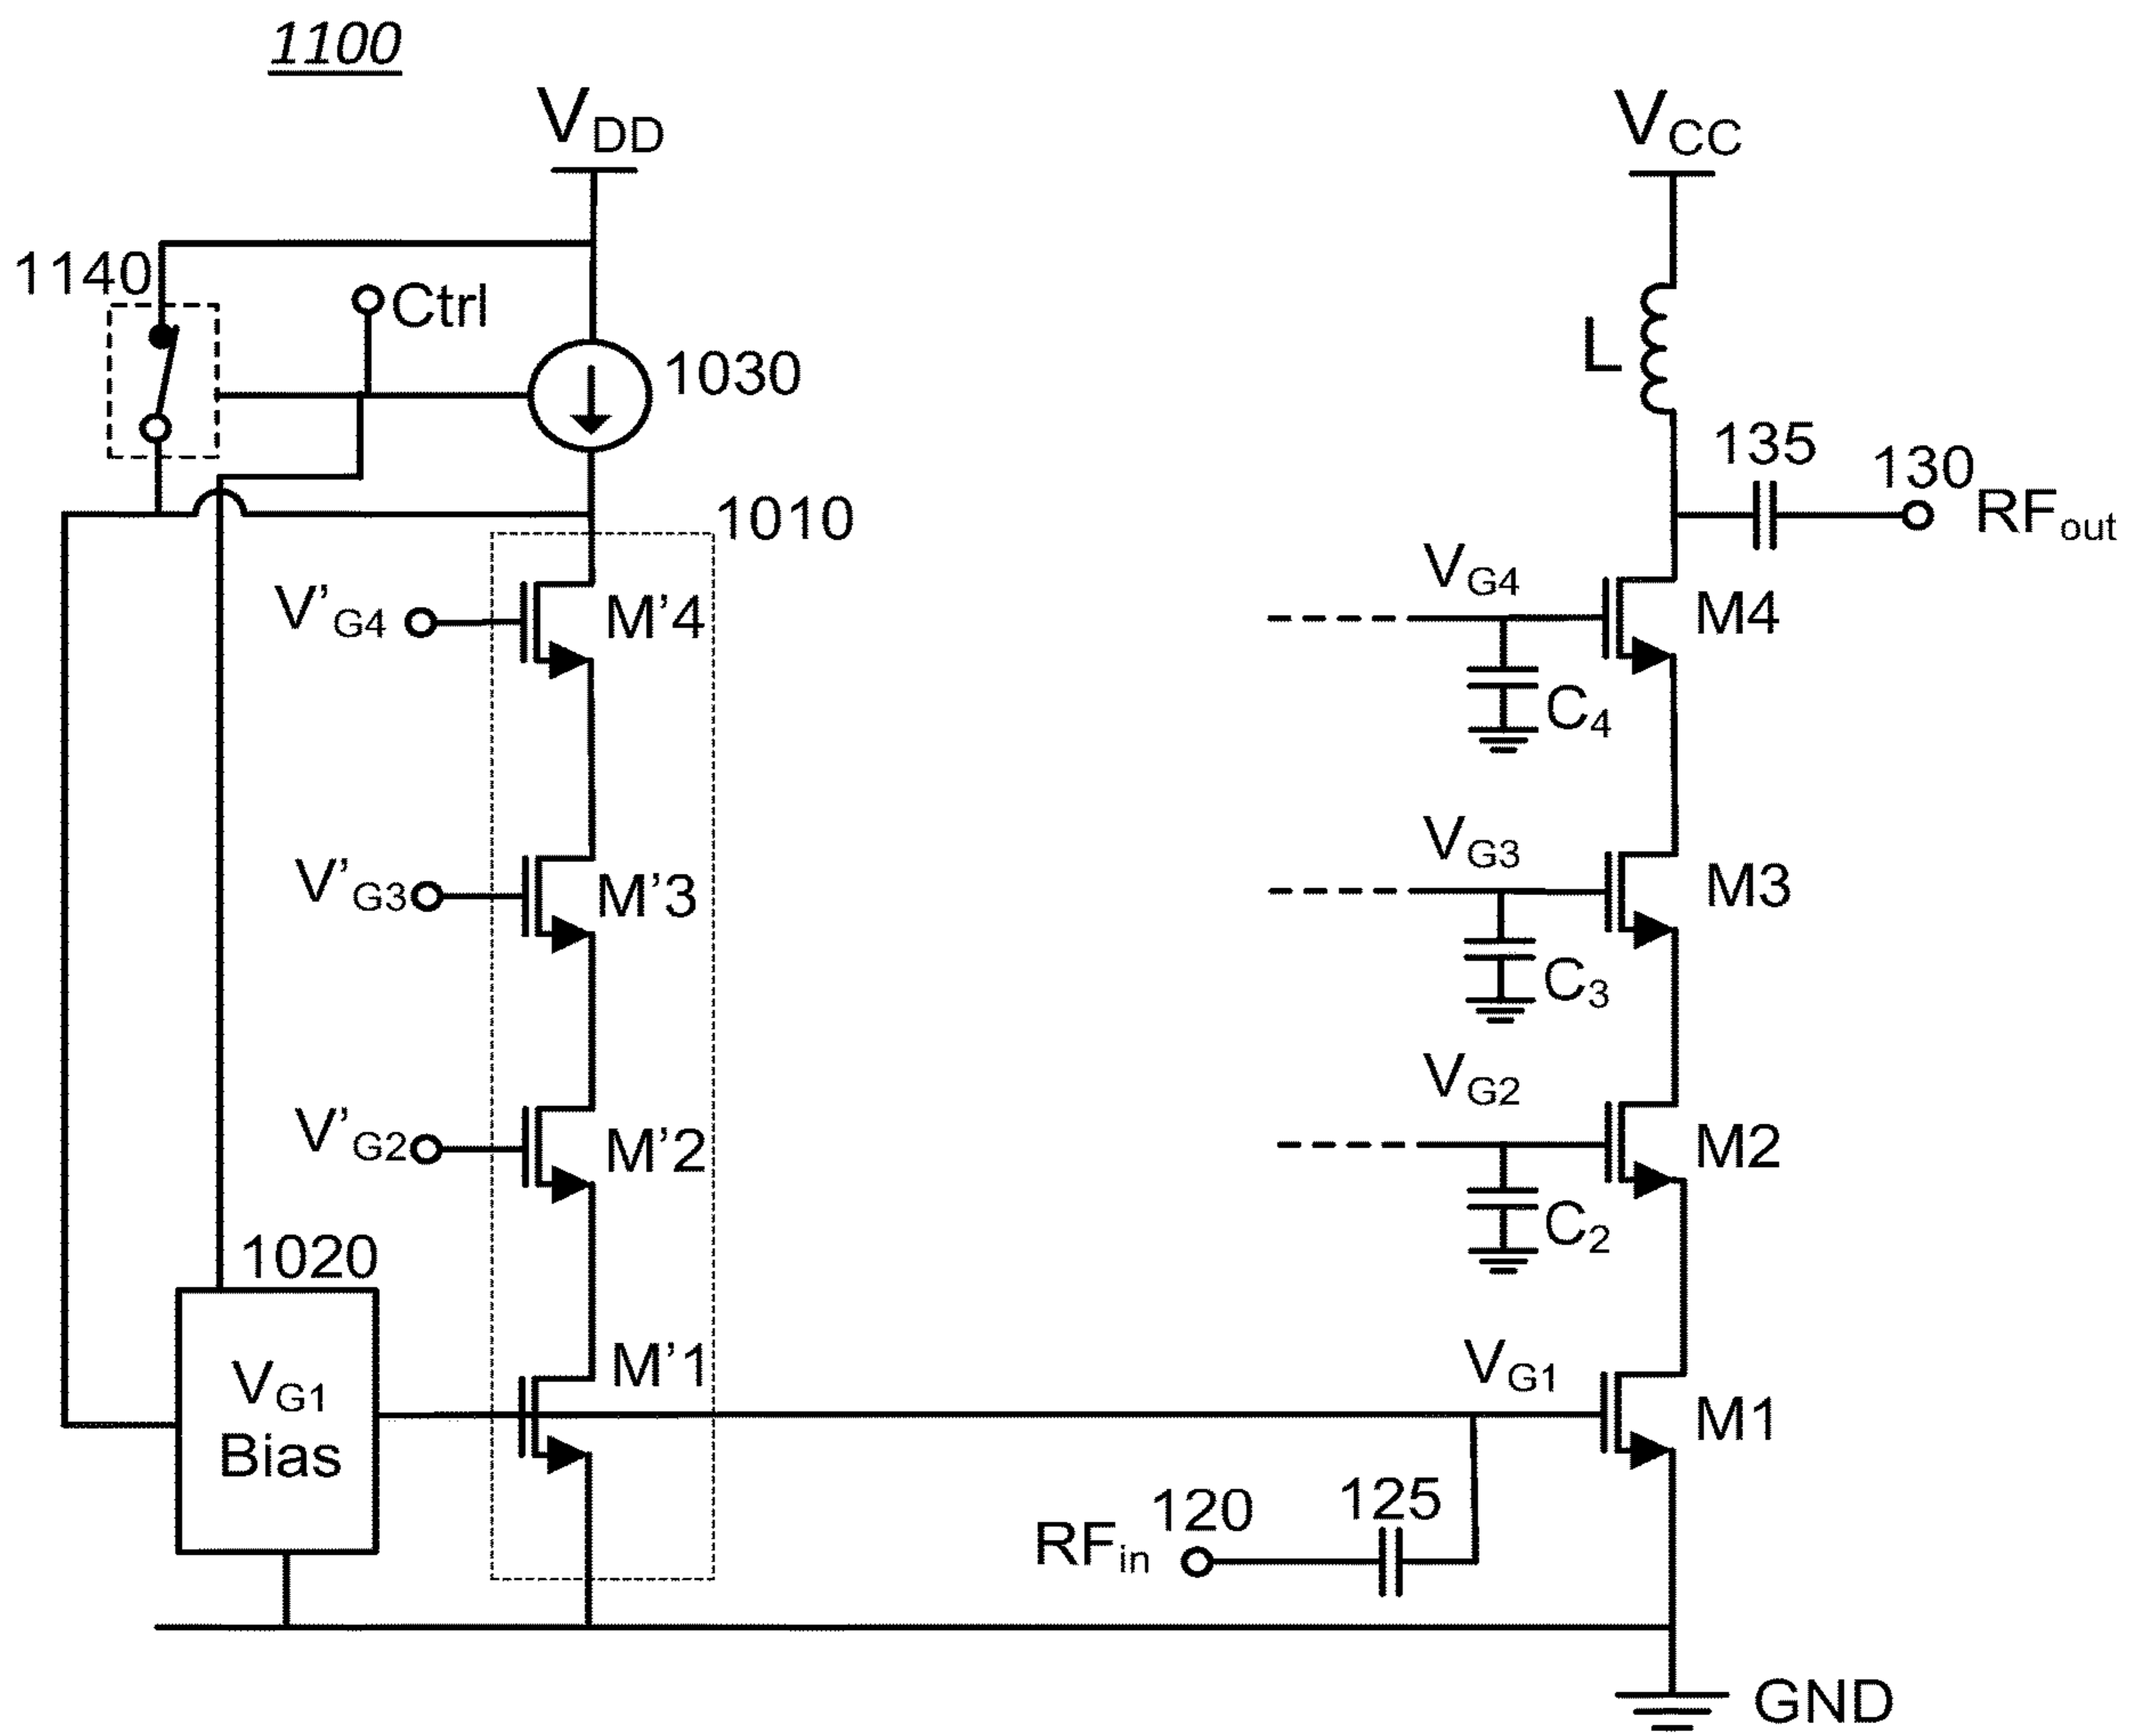 1100
VDD
VCC
1140
Ctrl
1030
L
135
130
RFout
1010
V'G4
M'4
VG4
M4
C4
V'G3
M'3
VG3
M3
C3
V'G2
M'2
VG2
M2
C2
1020
VG1
Bias
M'1
VG1
M1
RFin
120
125
GND